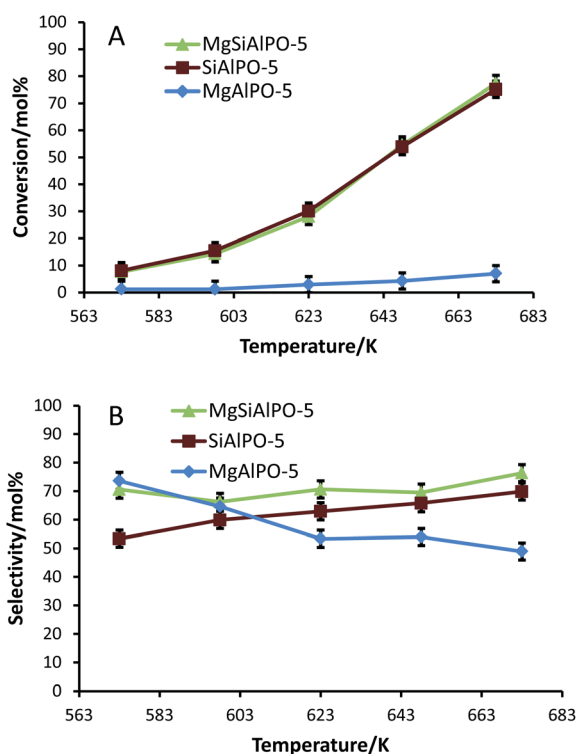 A
MgSiAlPO-5
SiAlPO-5
MgAlPO-5
Conversion/mol%
100
90
80
70
60
50
40
30
20
10
0
563 583 603 623 643 663 683
Temperature/K
B
MgSiAlPO-5
SiAlPO-5
MgAlPO-5
Selectivity/mol%
100
90
80
70
60
50
40
30
20
10
0
563 583 603 623 643 663 683
Temperature/K